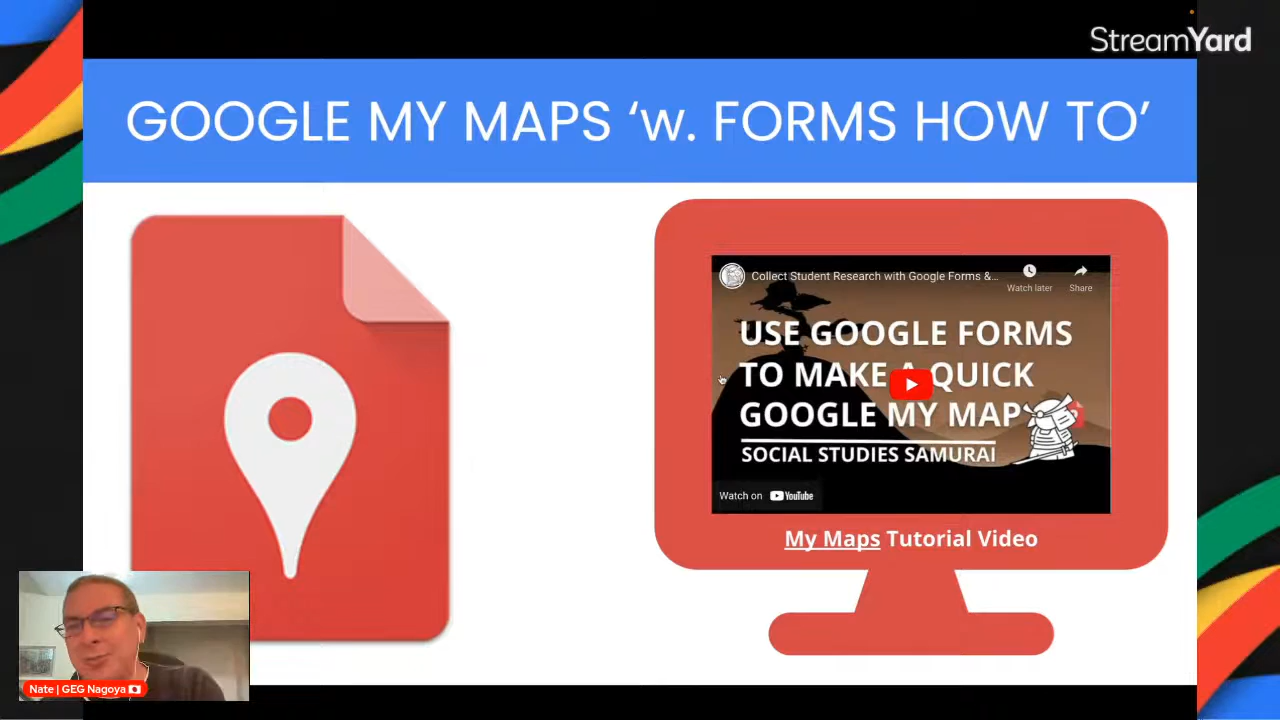 StreamYard
GOOGLE MY MAPS ‘w. FORMS HOW TO’
Collect Student Research with Google Forms &...
Watch later
Share
USE GOOGLE FORMS
TO MAKE A QUICK
GOOGLE MY MAP
SOCIAL STUDIES SAMURAI
Watch on YouTube
My Maps Tutorial Video
Nate | GEG Nagoya